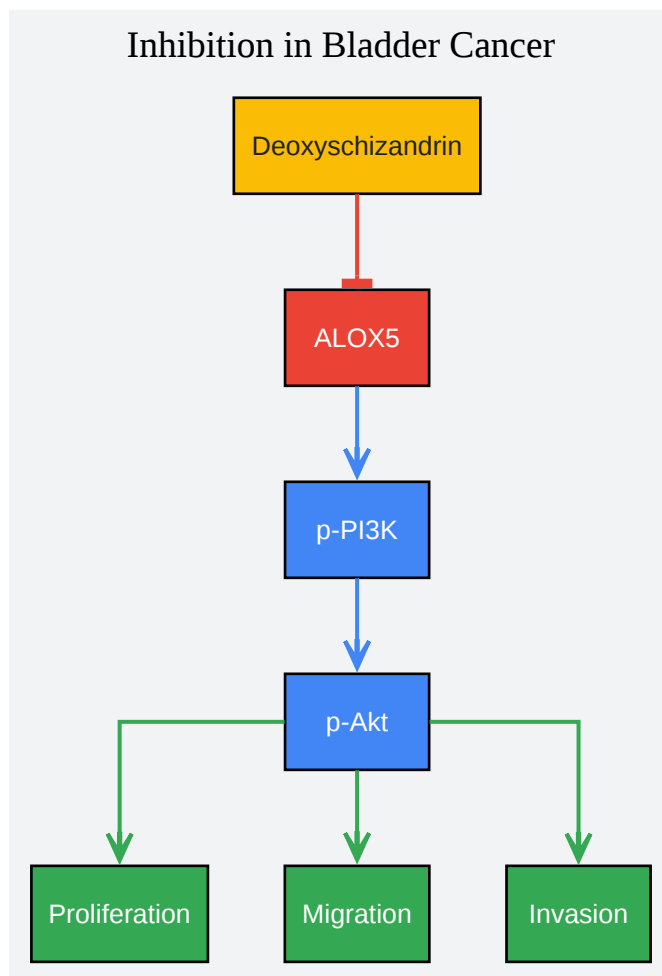 Inhibition in Bladder Cancer
Deoxyschizandrin
ALOX5
p-PI3K
p-Akt
Proliferation
Migration
Invasion